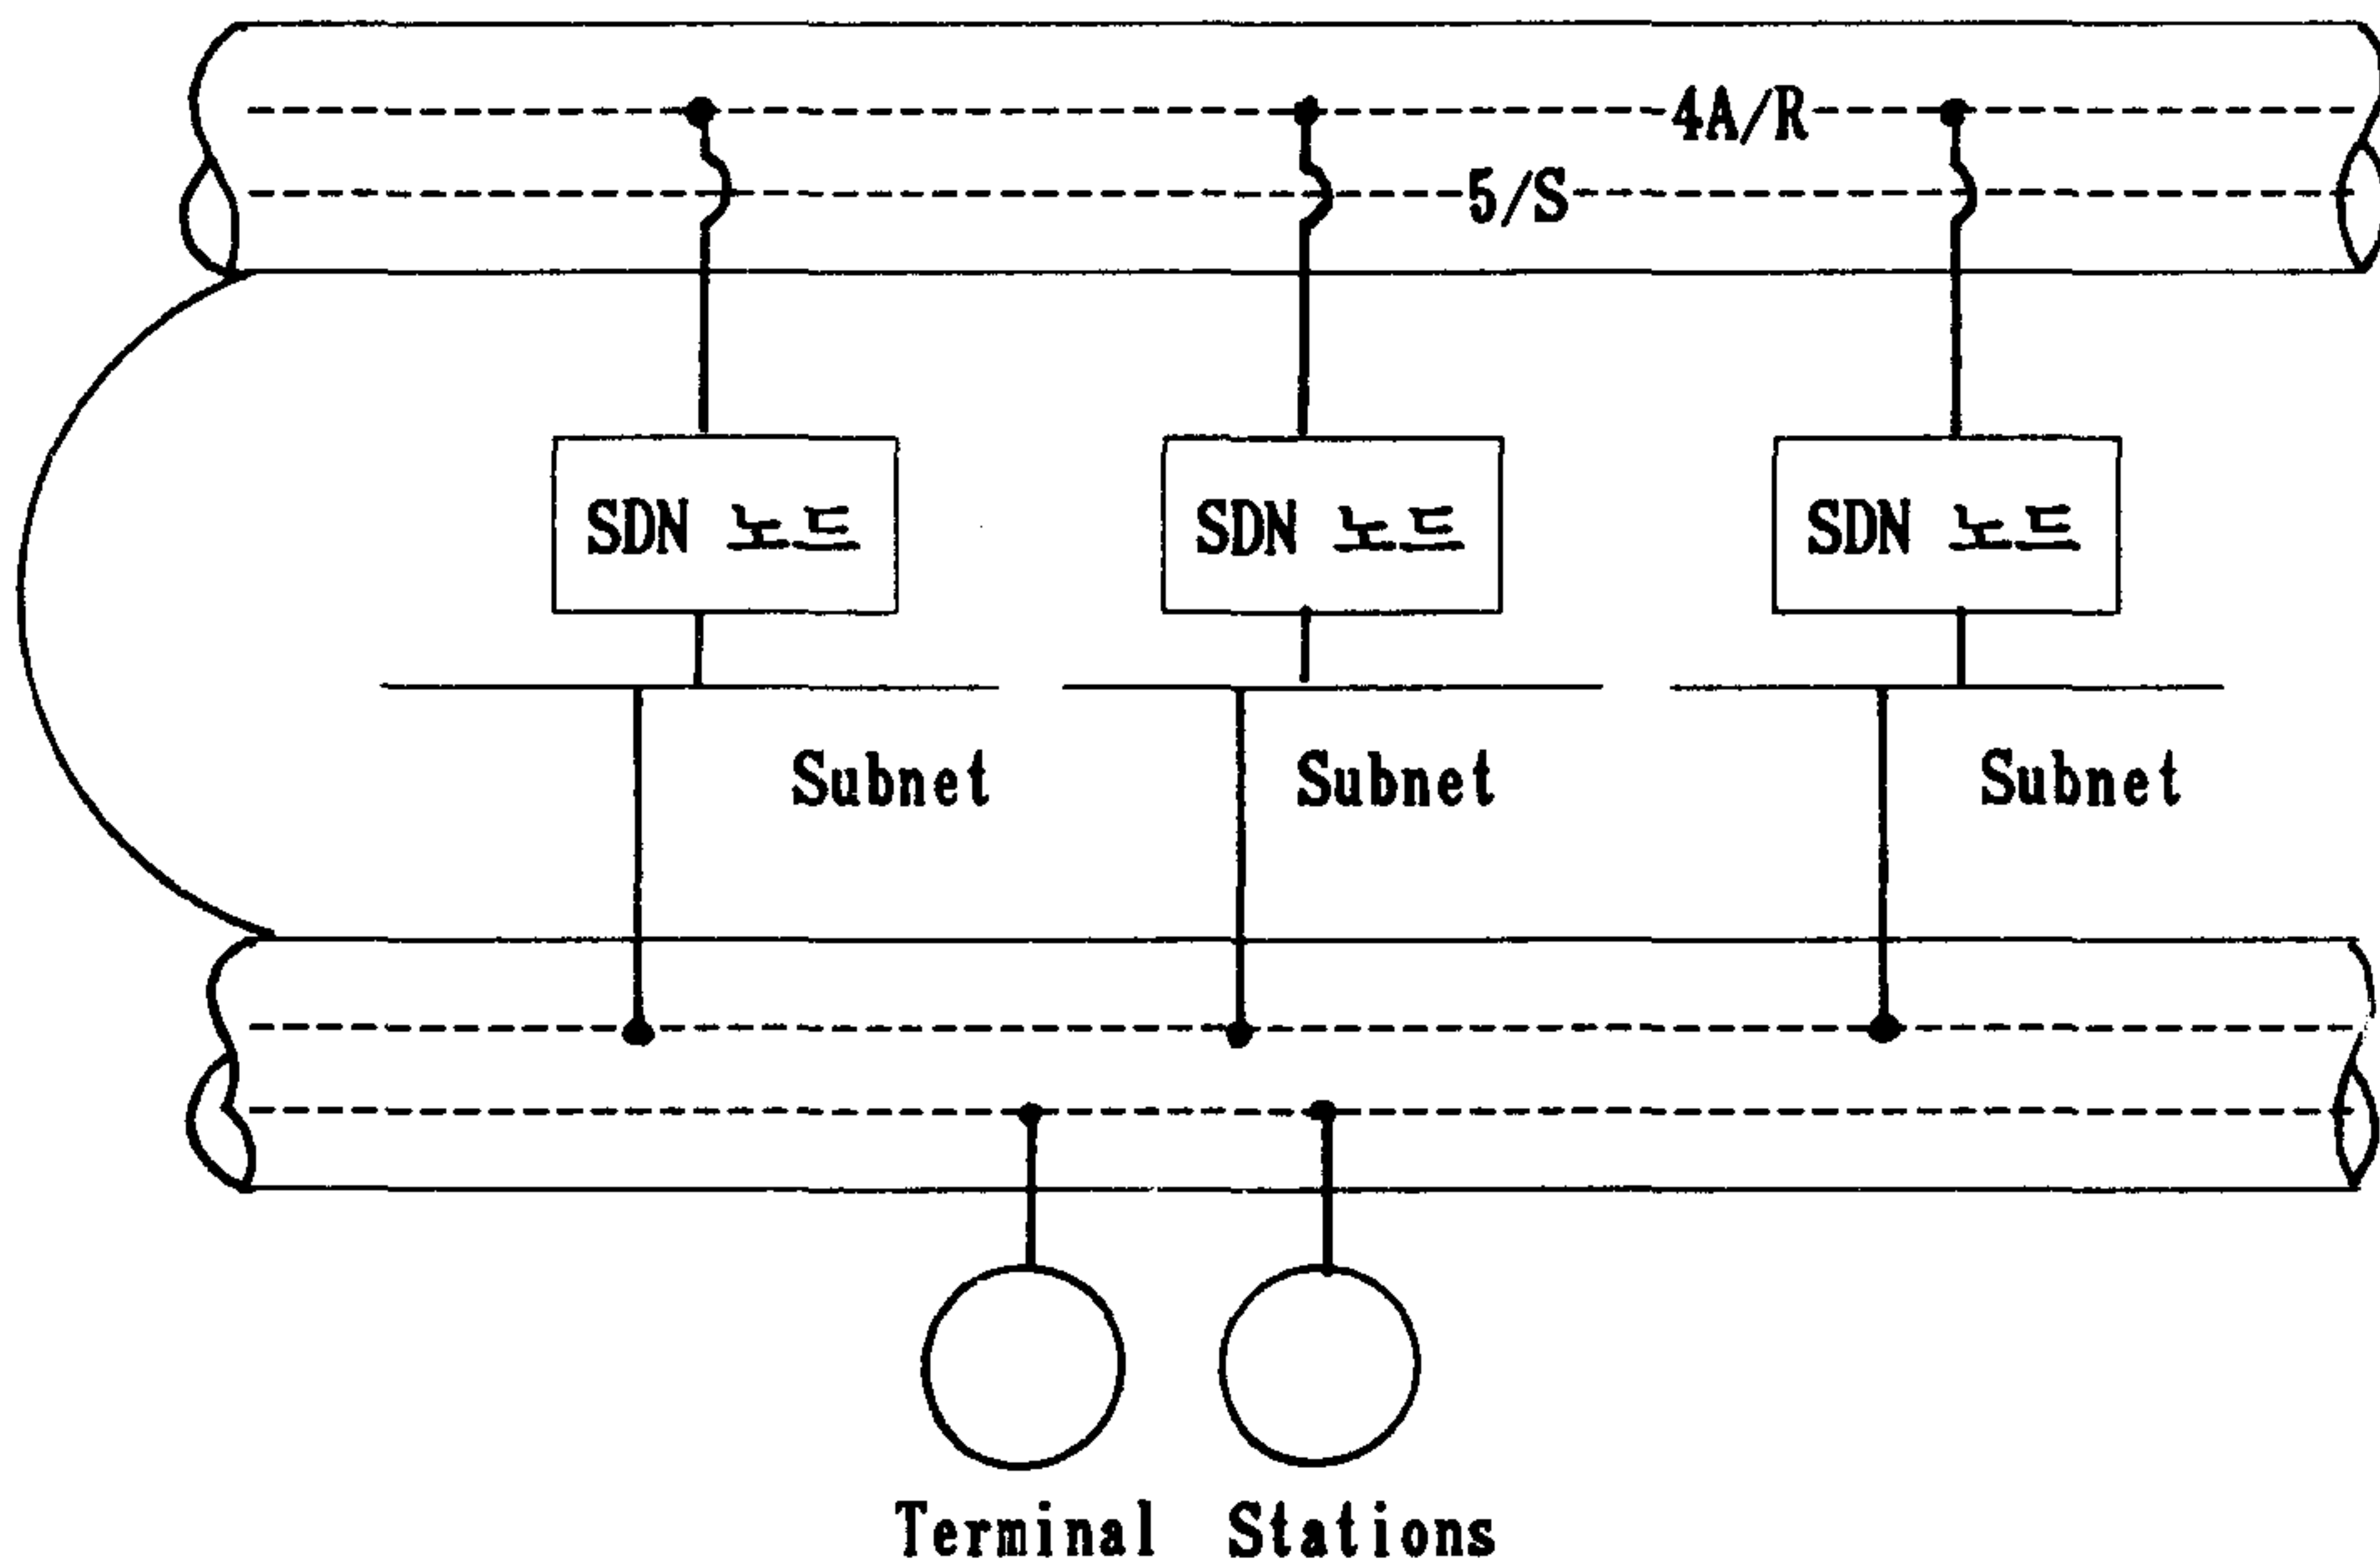 4A/R
5/S
SDN 노드
SDN 노드
SDN 노드
Subnet
Subnet
Subnet
Terminal Stations